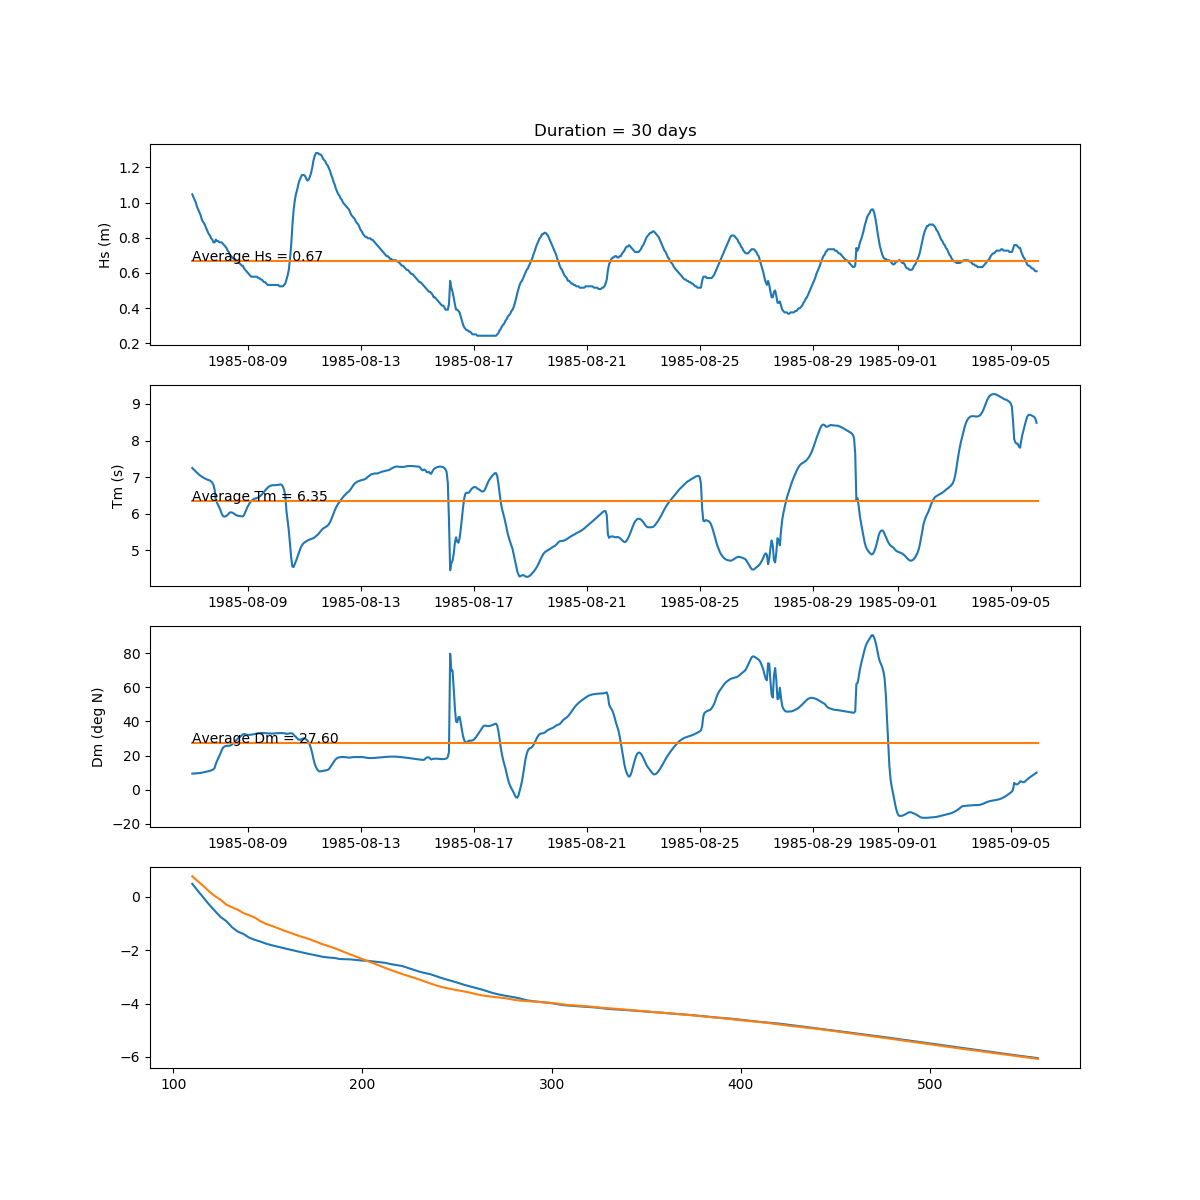 Duration = 30 days
1.2
1.0
0.8
0.6
0.4
0.2
Hs (m)
Average Hs = 0.67
1985-08-09 1985-08-13 1985-08-17 1985-08-21 1985-08-25 1985-08-29 1985-09-01 1985-09-05
9
8
7
6
5
Tm (s)
Average Tm = 6.35
1985-08-09 1985-08-13 1985-08-17 1985-08-21 1985-08-25 1985-08-29 1985-09-01 1985-09-05
80
60
40
20
0
−20
Dm (deg N)
Average Dm = 27.60
1985-08-09 1985-08-13 1985-08-17 1985-08-21 1985-08-25 1985-08-29 1985-09-01 1985-09-05
0
−2
−4
−6
100 200 300 400 500